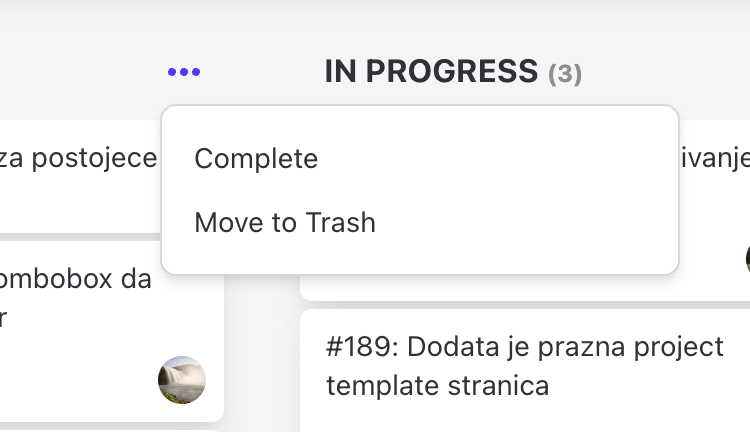 IN PROGRESS (3)
za postojece
Complete
ivanje
Move to Trash
ombobox da
r
#189: Dodata je prazna project
template stranica